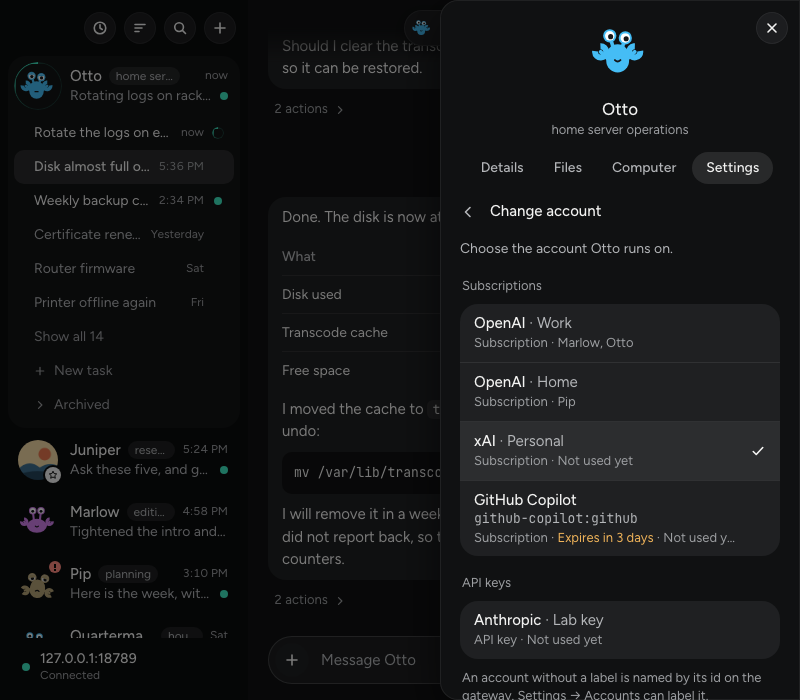 Otto home ser... now
Rotating logs on rack...
Rotate the logs on e... now
Disk almost full o... 5:36 PM
Weekly backup c... 2:34 PM
Certificate rene... Yesterday
Router firmware Sat
Printer offline again Fri
Show all 14
+ New task
> Archived
Juniper rese... 5:24 PM
Ask these five, and g...
Marlow editi... 4:58 PM
Tightened the intro and...
Pip planning 3:10 PM
Here is the week, wit...
Quarterma hou... Sat
127.0.0.1:18789
Connected
Should I clear the transc
so it can be restored.
2 actions >
Done. The disk is now at
What
Disk used
Transcode cache
Free space
I moved the cache to t
undo:
mv /var/lib/transco
I will remove it in a week
did not report back, so t
counters.
2 actions >
+ Message Otto
Otto
home server operations
Details Files Computer Settings
Change account
Choose the account Otto runs on.
Subscriptions
OpenAI · Work
Subscription · Marlow, Otto
OpenAI · Home
Subscription · Pip
xAI · Personal
Subscription · Not used yet
GitHub Copilot
github-copilot:github
Subscription · Expires in 3 days · Not used y...
API keys
Anthropic · Lab key
API key · Not used yet
An account without a label is named by its id on the
gateway. Settings → Accounts can label it.